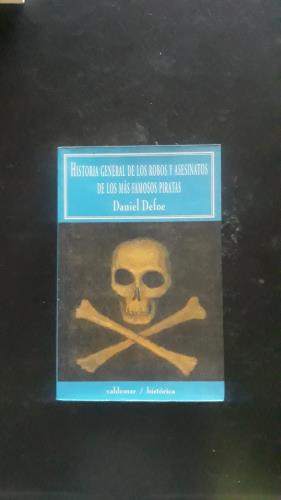 HISTORIA GENERAL DE LOS ROBOS Y ASESINATOS
DE LOS MÁS FAMOSOS PIRATAS
Daniel Defoe
valdemar / histórica